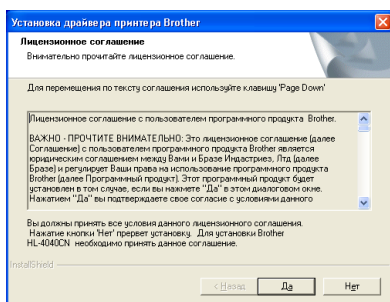 Установка драйвера принтера Brother
Лицензионное соглашение
Внимательно прочитайте лицензионное соглашение.
Для перемещения по тексту соглашения используйте клавишу 'Page Down'
Лицензионное соглашение с пользователем программного продукта Brother.
ВАЖНО - ПРОЧТИТЕ ВНИМАТЕЛЬНО: Это лицензионное соглашение (далее
Соглашение) с пользователем программного продукта Brother является
юридическим соглашением между Вами и Бразе Индастриез, Лтд (далее
Бразе) и регулирует Ваши права на использование программного продукта
Brother (далее Программный продукт). Этот программный продукт будет
установлен в том случае, если вы нажмете "Да" в этом диалоговом окне.
Нажатием "Да" вы подтверждаете свое согласие с условиями данного
Вы должны принять все условия данного лицензионного соглашения.
Нажатие кнопки 'Нет' прервет установку. Для установки Brother
HL-4040CN необходимо принять данное соглашение.
InstallShield
< Назад
Да
Нет